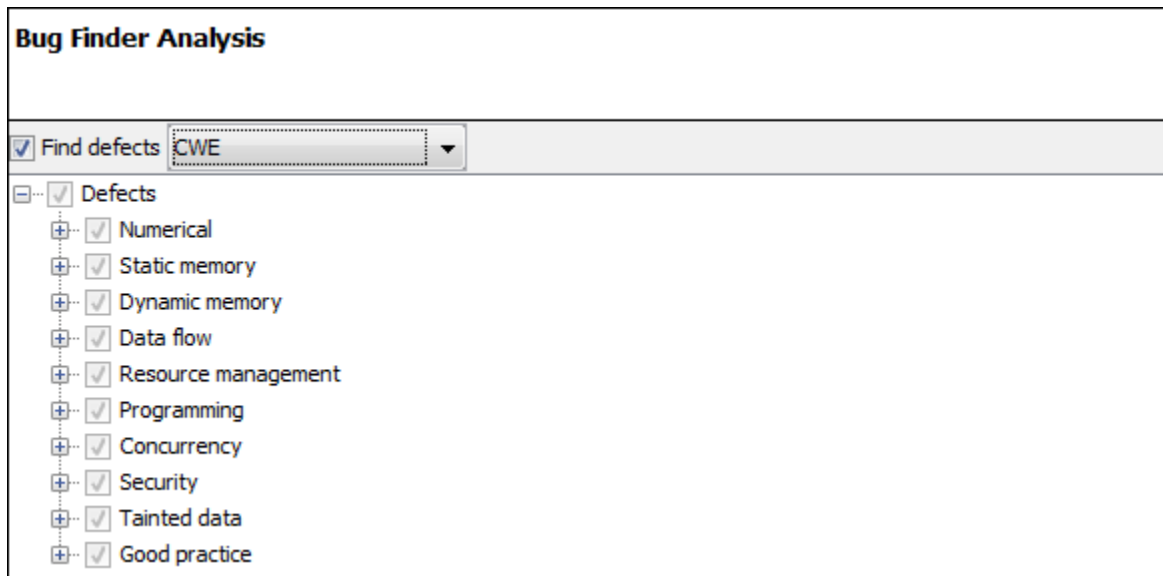 Bug Finder Analysis
Find defects CWE
Defects
Numerical
Static memory
Dynamic memory
Data flow
Resource management
Programming
Concurrency
Security
Tainted data
Good practice